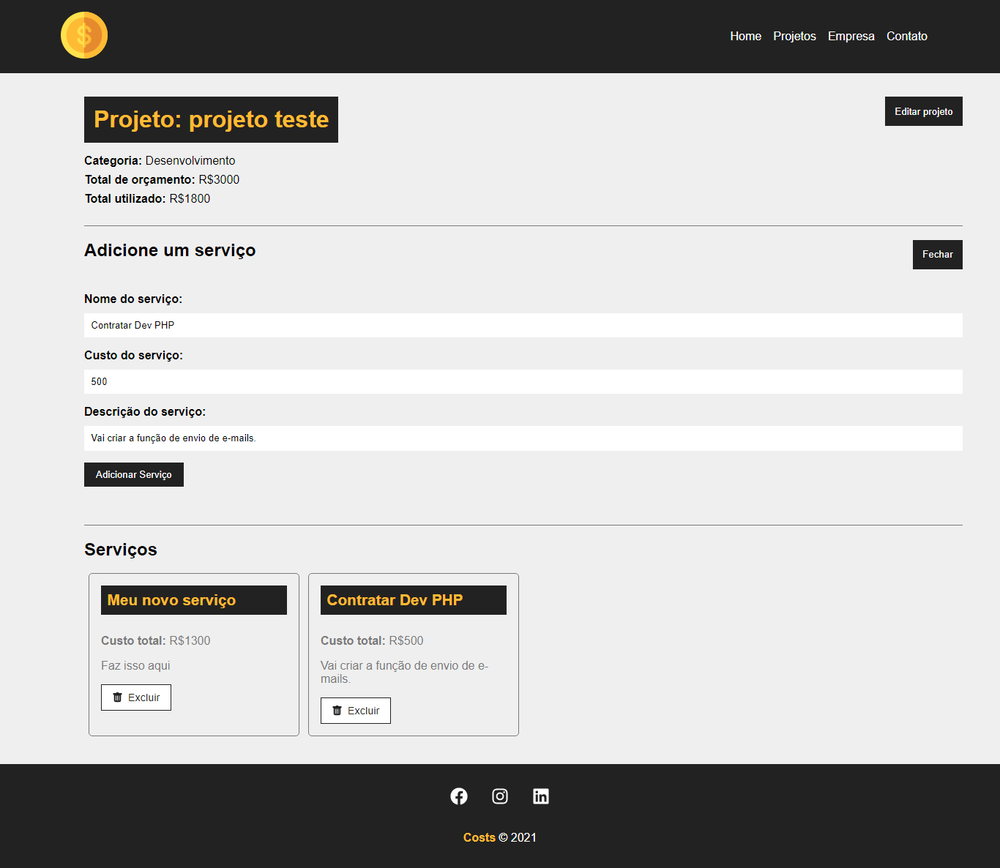 $
Home Projetos Empresa Contato
Projeto: projeto teste
Editar projeto
Categoria: Desenvolvimento
Total de orçamento: R$3000
Total utilizado: R$1800
Adicione um serviço
Fechar
Nome do serviço:
Contratar Dev PHP
Custo do serviço:
500
Descrição do serviço:
Vai criar a função de envio de e-mails.
Adicionar Serviço
Serviços
Meu novo serviço
Custo total: R$1300
Faz isso aqui
Excluir
Contratar Dev PHP
Custo total: R$500
Vai criar a função de envio de e-
mails.
Excluir
Costs © 2021